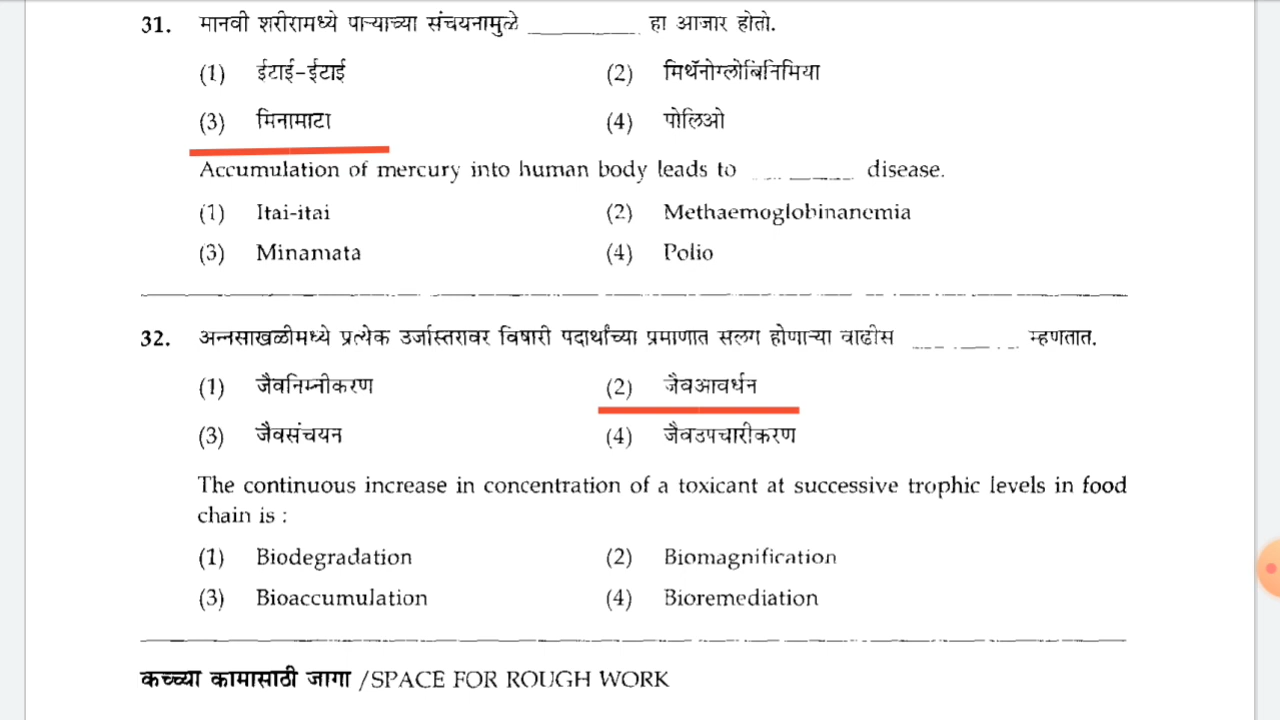 31. मानवी शरीरामध्ये पाऱ्याच्या संचयनामुळे ________ हा आजार होतो.
(1) ईटाई-ईटाई (2) मिथॅनोग्लोबिनिमिया
(3) मिनामाटा (4) पोलिओ
Accumulation of mercury into human body leads to ________ disease.
(1) Itai-itai (2) Methaemoglobinanemia
(3) Minamata (4) Polio
32. अन्नसाखळीमध्ये प्रत्येक उर्जास्तरावर विषारी पदार्थांच्या प्रमाणात सलग होणाऱ्या वाढीस ________ म्हणतात.
(1) जैवनिम्नीकरण (2) जैवआवर्धन
(3) जैवसंचयन (4) जैवउपचारीकरण
The continuous increase in concentration of a toxicant at successive trophic levels in food
chain is :
(1) Biodegradation (2) Biomagnification
(3) Bioaccumulation (4) Bioremediation
कच्च्या कामासाठी जागा /SPACE FOR ROUGH WORK